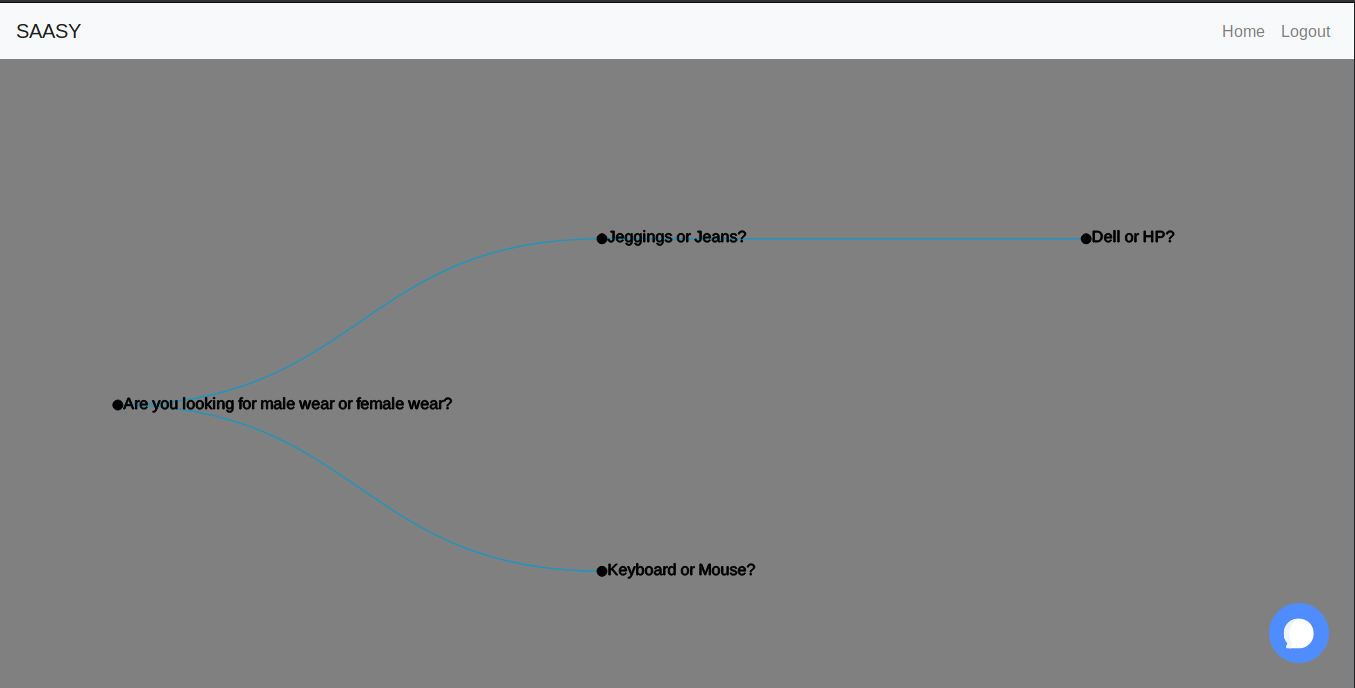 SAASY
Home Logout
Jeggings or Jeans?
Dell or HP?
Are you looking for male wear or female wear?
Keyboard or Mouse?